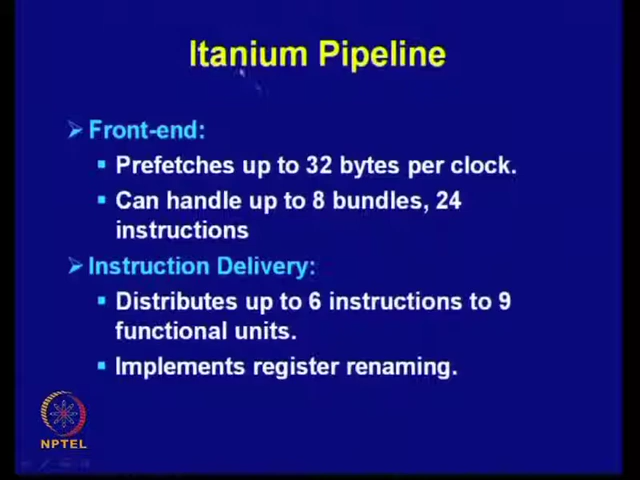 Itanium Pipeline
Front-end:
Prefetches up to 32 bytes per clock.
Can handle up to 8 bundles, 24
instructions
Instruction Delivery:
Distributes up to 6 instructions to 9
functional units.
Implements register renaming.
NPTEL